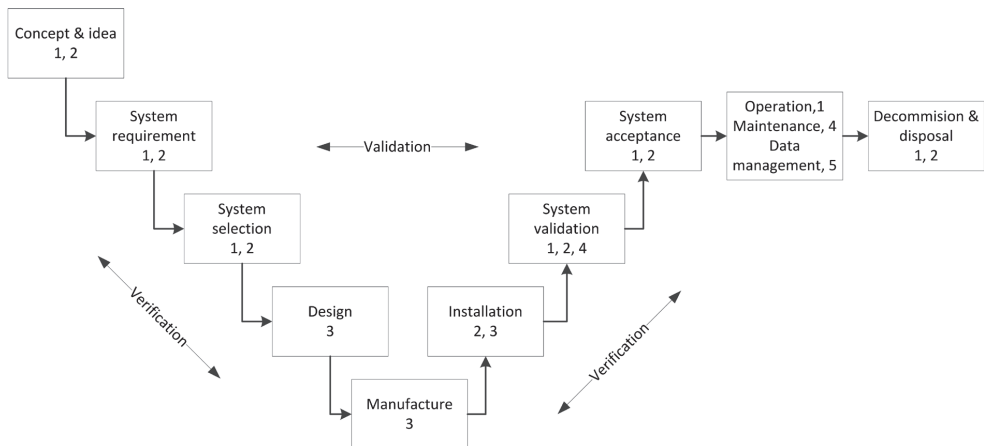 Concept & idea
1, 2
System
requirement
1, 2
System
selection
1, 2
Design
3
Manufacture
3
Installation
2, 3
System
validation
1, 2, 4
System
acceptance
1, 2
Operation,1
Maintenance, 4
Data
management, 5
Decommision &
disposal
1, 2
Validation
Verification
Verification